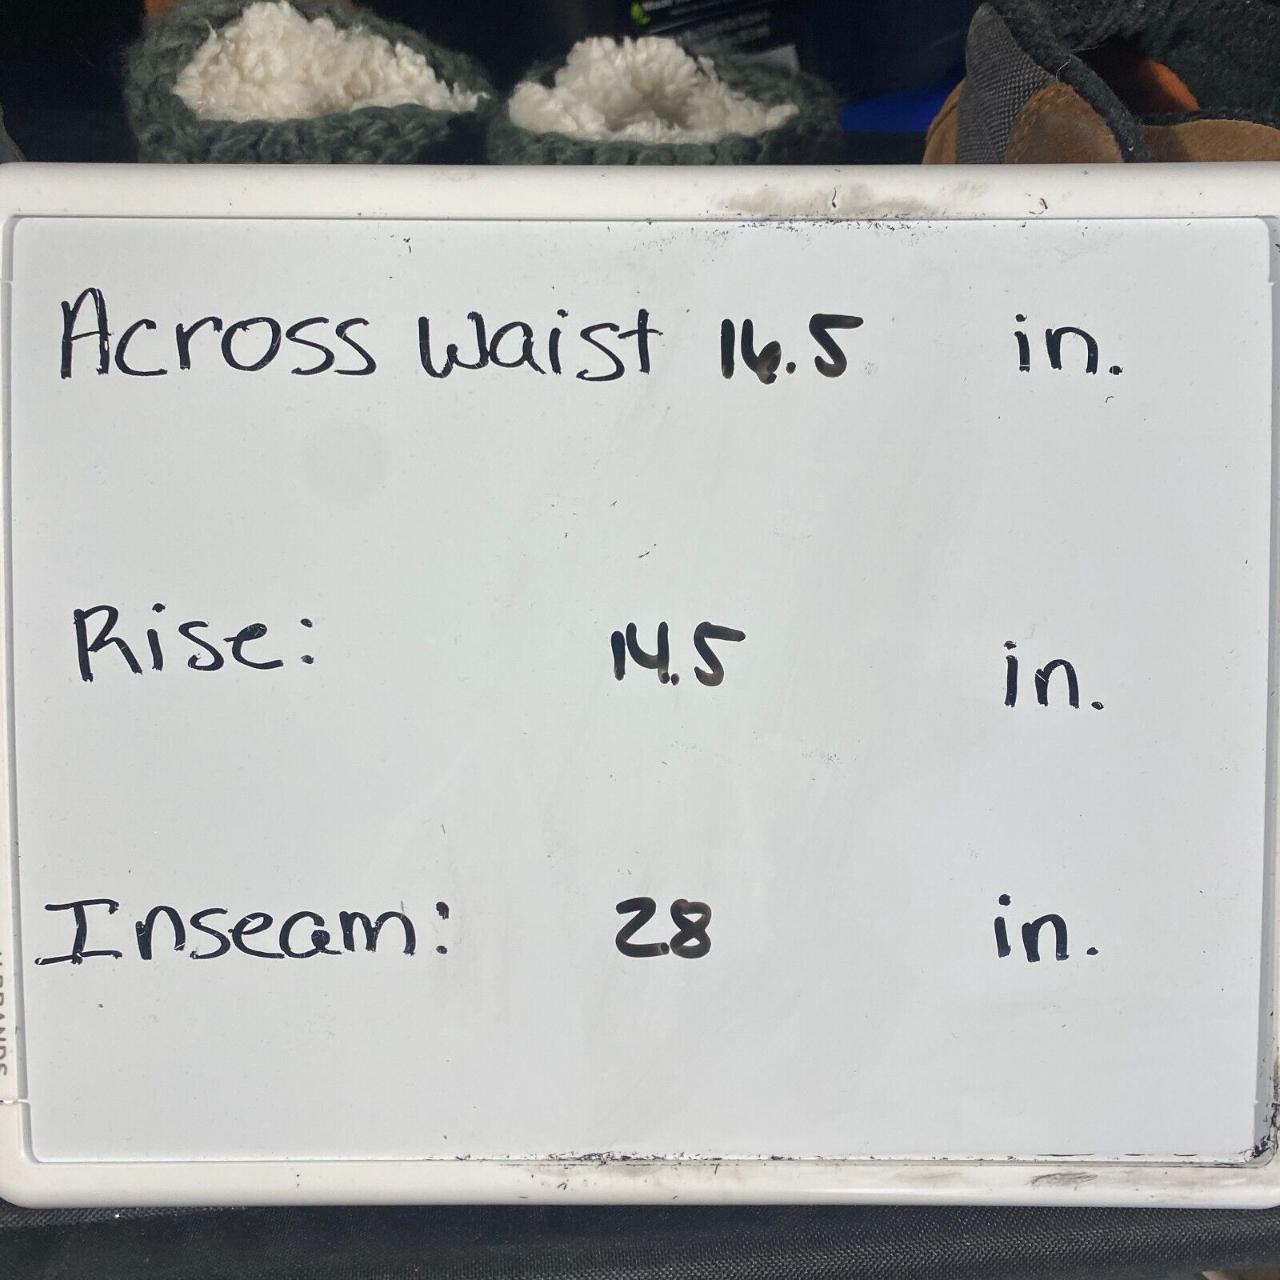 Across Waist 16.5 in.
Rise: 14.5 in.
Inseam: 28 in.